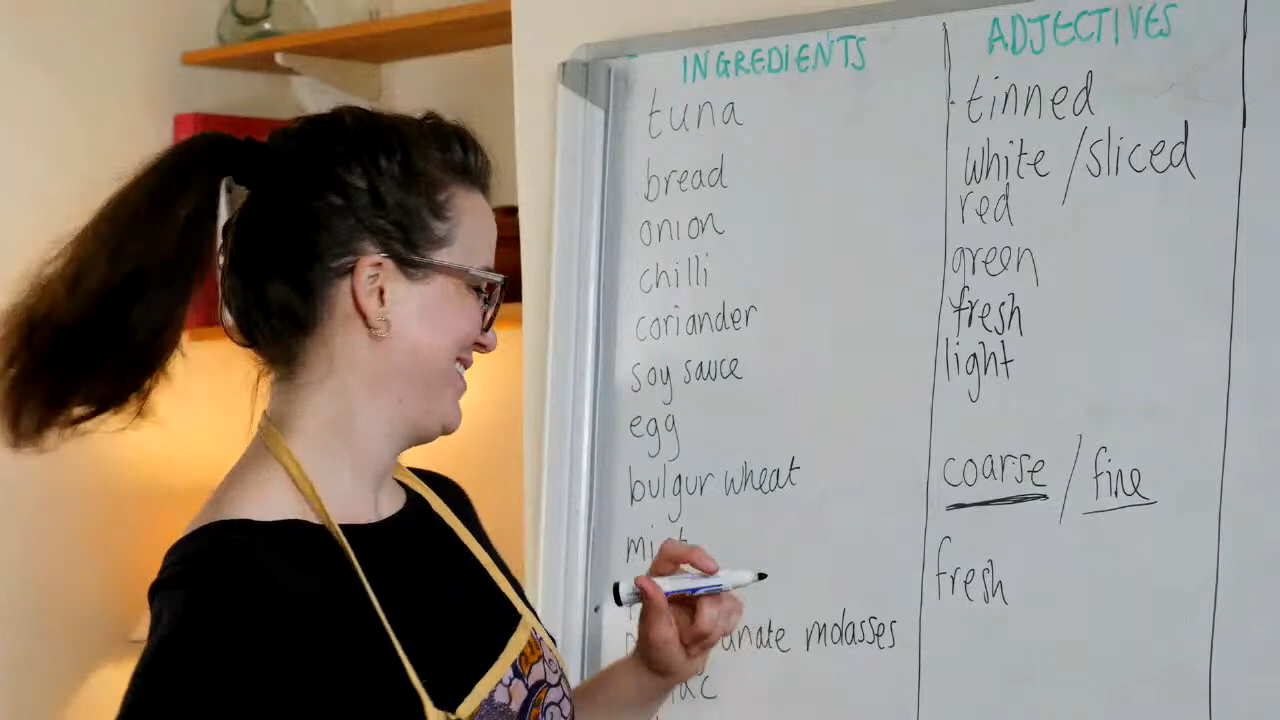 INGREDIENTS ADJECTIVES
tuna tinned
bread white / sliced
onion red
chilli green
coriander fresh
soy sauce light
egg
bulgur wheat coarse / fine
fresh
molasses